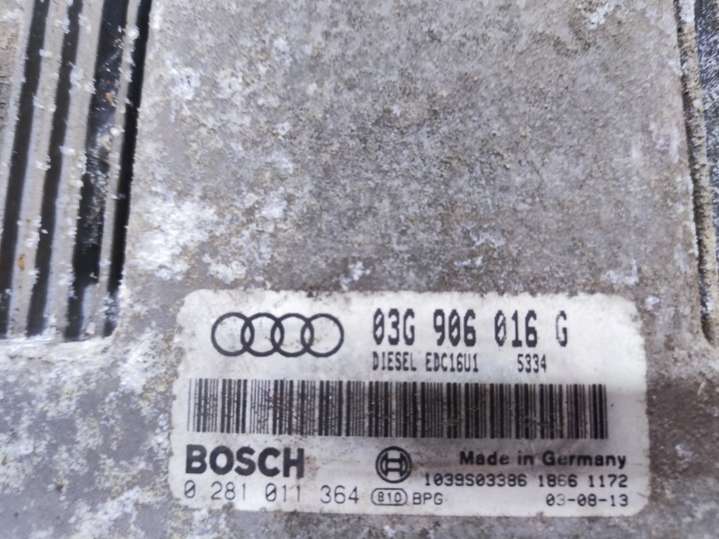 03G 906 016 G
DIESEL EDC16U1 5334
BOSCH
Made in Germany
1039S03386 1866 1172
0 281 011 364 810 BPG 03-08-13